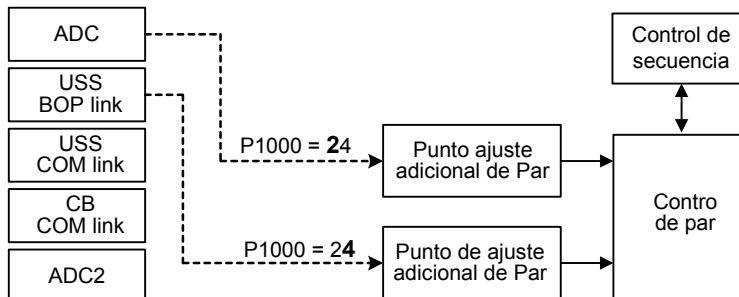 ADC
USS
BOP link
USS
COM link
CB
COM link
ADC2
P1000 = 24
P1000 = 24
Punto ajuste
adicional de Par
Punto de ajuste
adicional de Par
Control de
secuencia
Contro
de par